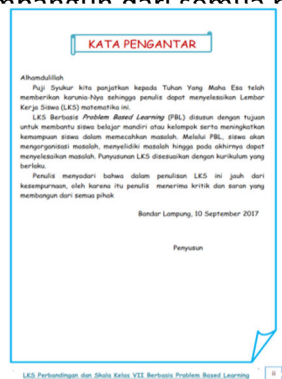 KATA PENGANTAR
Alhamdulillah
Puji Syukur kita panjatkan kepada Tuhan Yang Maha Esa telah
memberikan karunia-Nya sehingga penulis dapat menyelesaikan Lembar
Kerja Siswa (LKS) matematika ini.
LKS Berbasis Problem Based Learning (PBL) disusun dengan tujuan
untuk membantu siswa belajar mandiri atau kelompok serta meningkatkan
kemampuan siswa dalam memecahkan masalah. Melalui PBL, siswa akan
mengorganisasi masalah, menyelidiki masalah hingga pada akhirnya dapat
menyelesaikan masalah. Punyusunan LKS disesuaikan dengan kurikulum yang
berlaku.
Penulis menyadari bahwa dalam penulisan LKS ini jauh dari
kesempurnaan, oleh karena itu penulis menerima kritik dan saran yang
membangun dari semua pihak
Bandar Lampung, 10 September 2017
Penyusun
LKS Perbandingan dan Skala Kelas VII Berbasis Problem Based Learning
ii